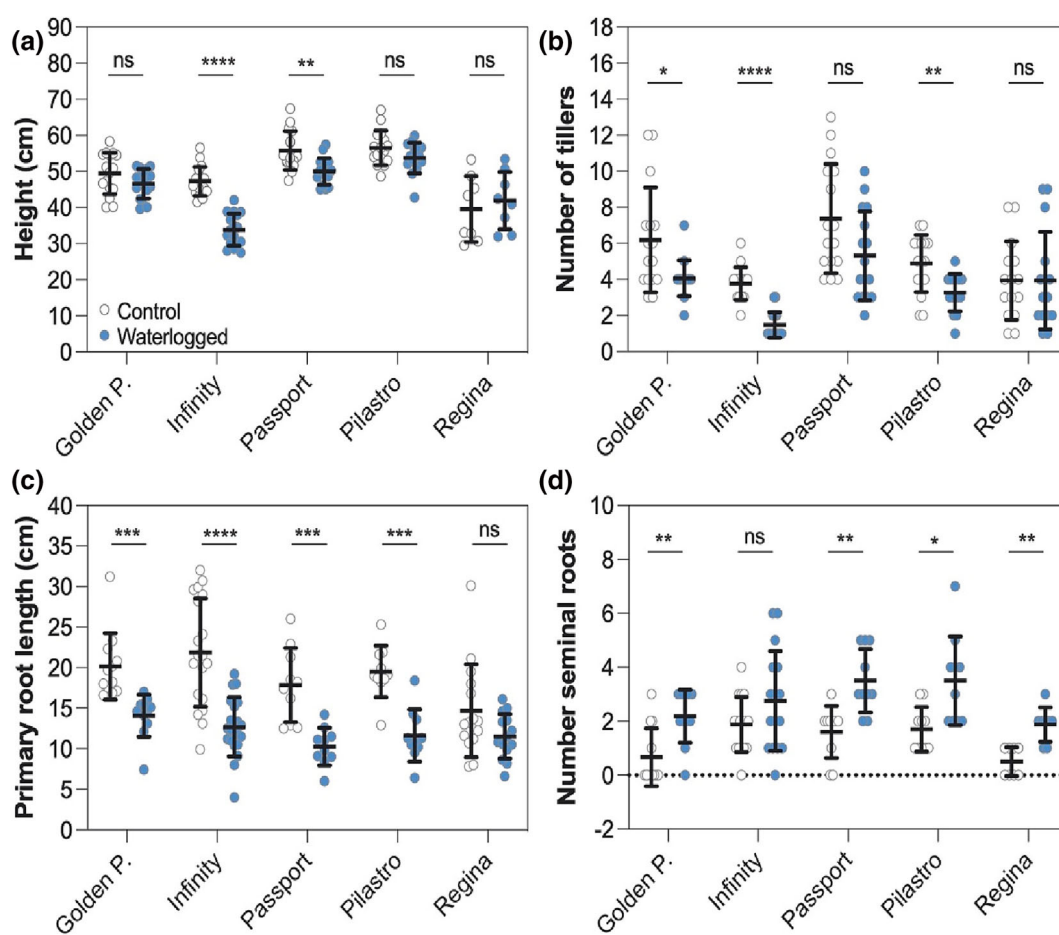 (a)
Height (cm)
90
80
70
60
50
40
30
20
10
0
ns
****
**
ns
ns
Control
Waterlogged
Golden P.
Infinity
Passport
Pilastro
Regina
(b)
Number of tillers
18
16
14
12
10
8
6
4
2
0
*
****
ns
**
ns
Golden P.
Infinity
Passport
Pilastro
Regina
(c)
Primary root length (cm)
40
35
30
25
20
15
10
5
0
***
****
***
***
ns
Golden P.
Infinity
Passport
Pilastro
Regina
(d)
Number seminal roots
10
8
6
4
2
0
-2
**
ns
**
*
**
Golden P.
Infinity
Passport
Pilastro
Regina